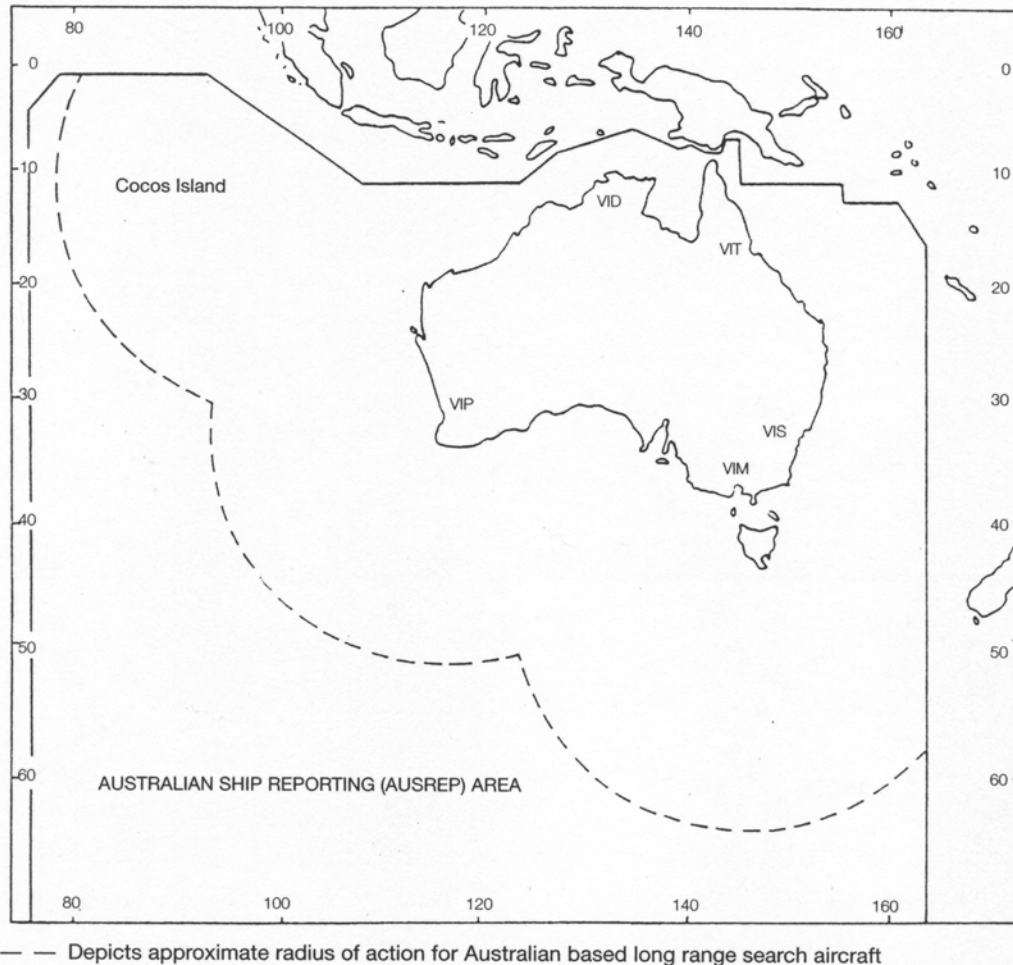 80 100 120 140 160
0 0
-10 10
Cocos Island
VID
VIT
-20 20
-30 30
VIP
VIS
VIM
-40 40
50 50
-60 60
AUSTRALIAN SHIP REPORTING (AUSREP) AREA
80 100 120 140 160
— — Depicts approximate radius of action for Australian based long range search aircraft